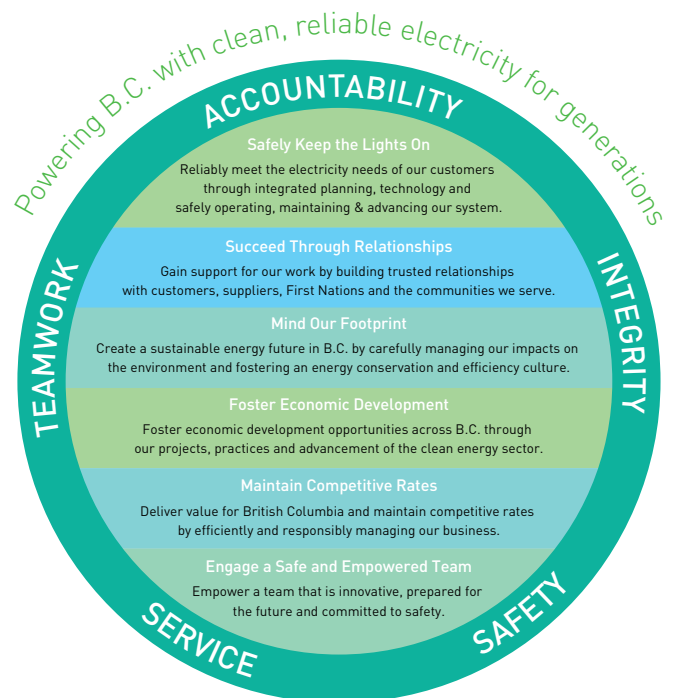 Powering B.C. with clean, reliable electricity for generations
ACCOUNTABILITY
Safely Keep the Lights On
Reliably meet the electricity needs of our customers
through integrated planning, technology and
safely operating, maintaining & advancing our system.
Succeed Through Relationships
Gain support for our work by building trusted relationships
with customers, suppliers, First Nations and the communities we serve.
TEAMWORK
INTEGRITY
Mind Our Footprint
Create a sustainable energy future in B.C. by carefully managing our impacts on
the environment and fostering an energy conservation and efficiency culture.
Foster Economic Development
Foster economic development opportunities across B.C. through
our projects, practices and advancement of the clean energy sector.
Maintain Competitive Rates
Deliver value for British Columbia and maintain competitive rates
by efficiently and responsibly managing our business.
Engage a Safe and Empowered Team
Empower a team that is innovative, prepared for
the future and committed to safety.
SERVICE
SAFETY